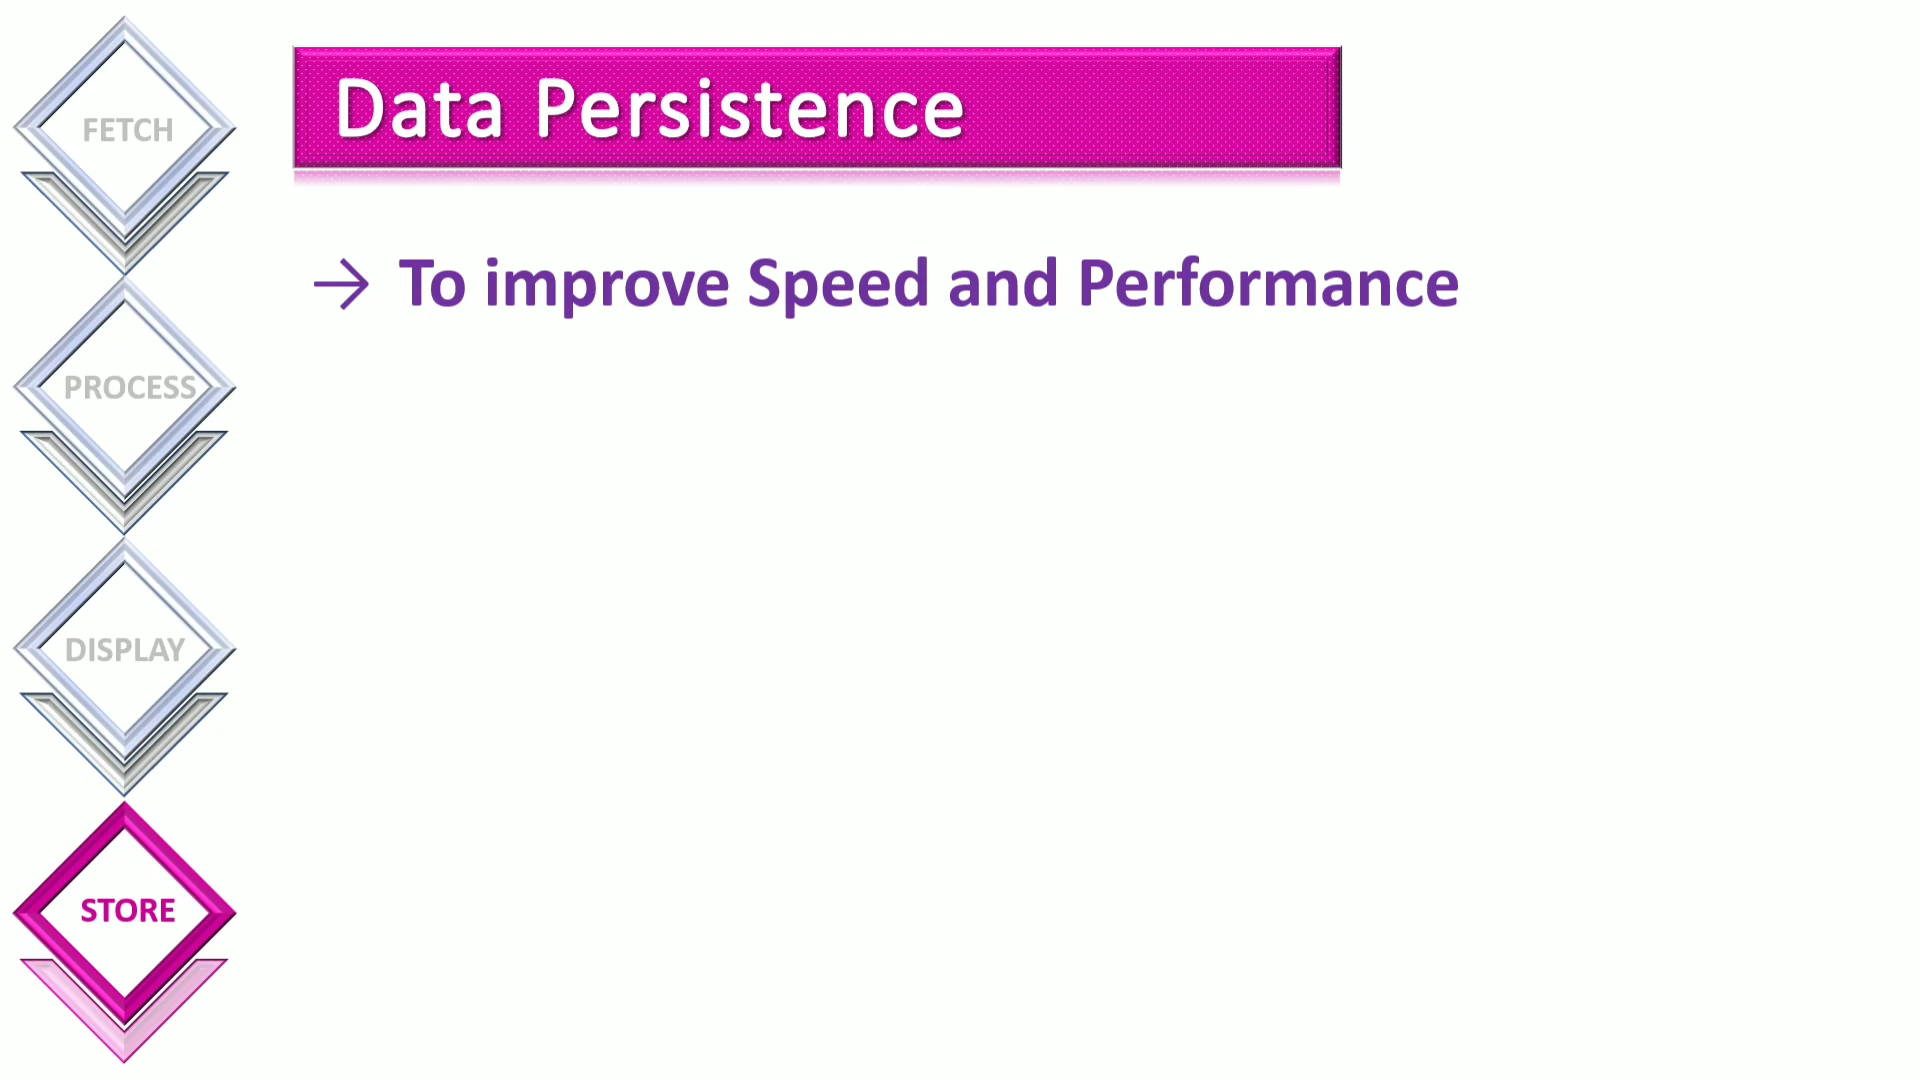 Data Persistence
→ To improve Speed and Performance
FETCH
PROCESS
DISPLAY
STORE